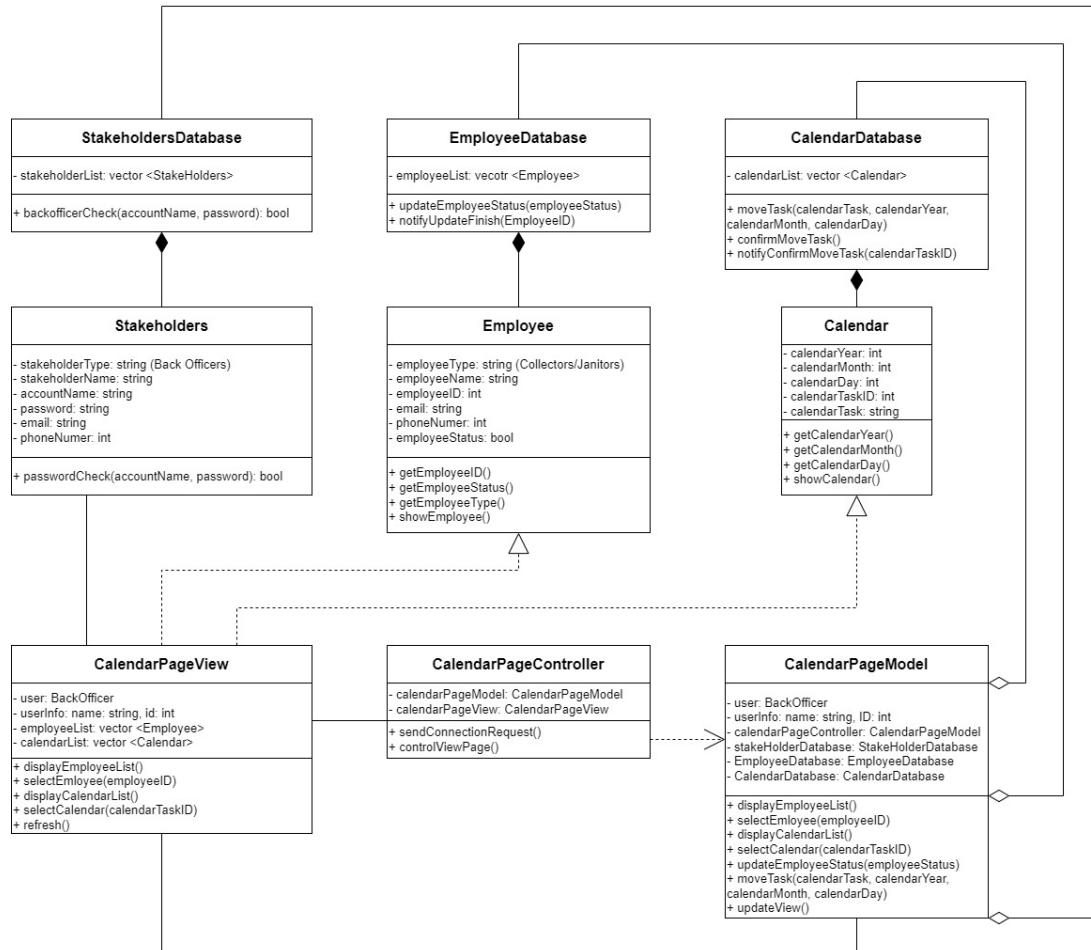 StakeholdersDatabase
- stakeholderList: vector <StakeHolders>
+ backofficerCheck(accountName, password): bool
EmployeeDatabase
- employeeList: vecotr <Employee>
+ updateEmployeeStatus(employeeStatus)
+ notifyUpdateFinish(EmployeeID)
CalendarDatabase
- calendarList: vector <Calendar>
+ moveTask(calendarTask, calendarYear,
calendarMonth, calendarDay)
+ confirmMoveTask()
+ notifyConfirmMoveTask(calendarTaskID)
Stakeholders
- stakeholderType: string (Back Officers)
- stakeholderName: string
- accountName: string
- password: string
- email: string
- phoneNumer: int
+ passwordCheck(accountName, password): bool
Employee
- employeeType: string (Collectors/Janitors)
- employeeName: string
- employeeID: int
- email: string
- phoneNumer: int
- employeeStatus: bool
+ getEmployeeID()
+ getEmployeeStatus()
+ getEmployeeType()
+ showEmployee()
Calendar
- calendarYear: int
- calendarMonth: int
- calendarDay: int
- calendarTaskID: int
- calendarTask: string
+ getCalendarYear()
+ getCalendarMonth()
+ getCalendarDay()
+ showCalendar()
CalendarPageView
- user: BackOfficer
- userInfo: name: string, id: int
- employeeList: vector <Employee>
- calendarList: vector <Calendar>
+ displayEmployeeList()
+ selectEmloyee(employeeID)
+ displayCalendarList()
+ selectCalendar(calendarTaskID)
+ refresh()
CalendarPageController
- calendarPageModel: CalendarPageModel
- calendarPageView: CalendarPageView
+ sendConnectionRequest()
+ controlViewPage()
CalendarPageModel
- user: BackOfficer
- userInfo: name: string, ID: int
- calendarPageController: CalendarPageModel
- stakeHolderDatabase: StakeHolderDatabase
- EmployeeDatabase: EmployeeDatabase
- CalendarDatabase: CalendarDatabase
+ displayEmployeeList()
+ selectEmloyee(employeeID)
+ displayCalendarList()
+ selectCalendar(calendarTaskID)
+ updateEmployeeStatus(employeeStatus)
+ moveTask(calendarTask, calendarYear,
calendarMonth, calendarDay)
+ updateView()